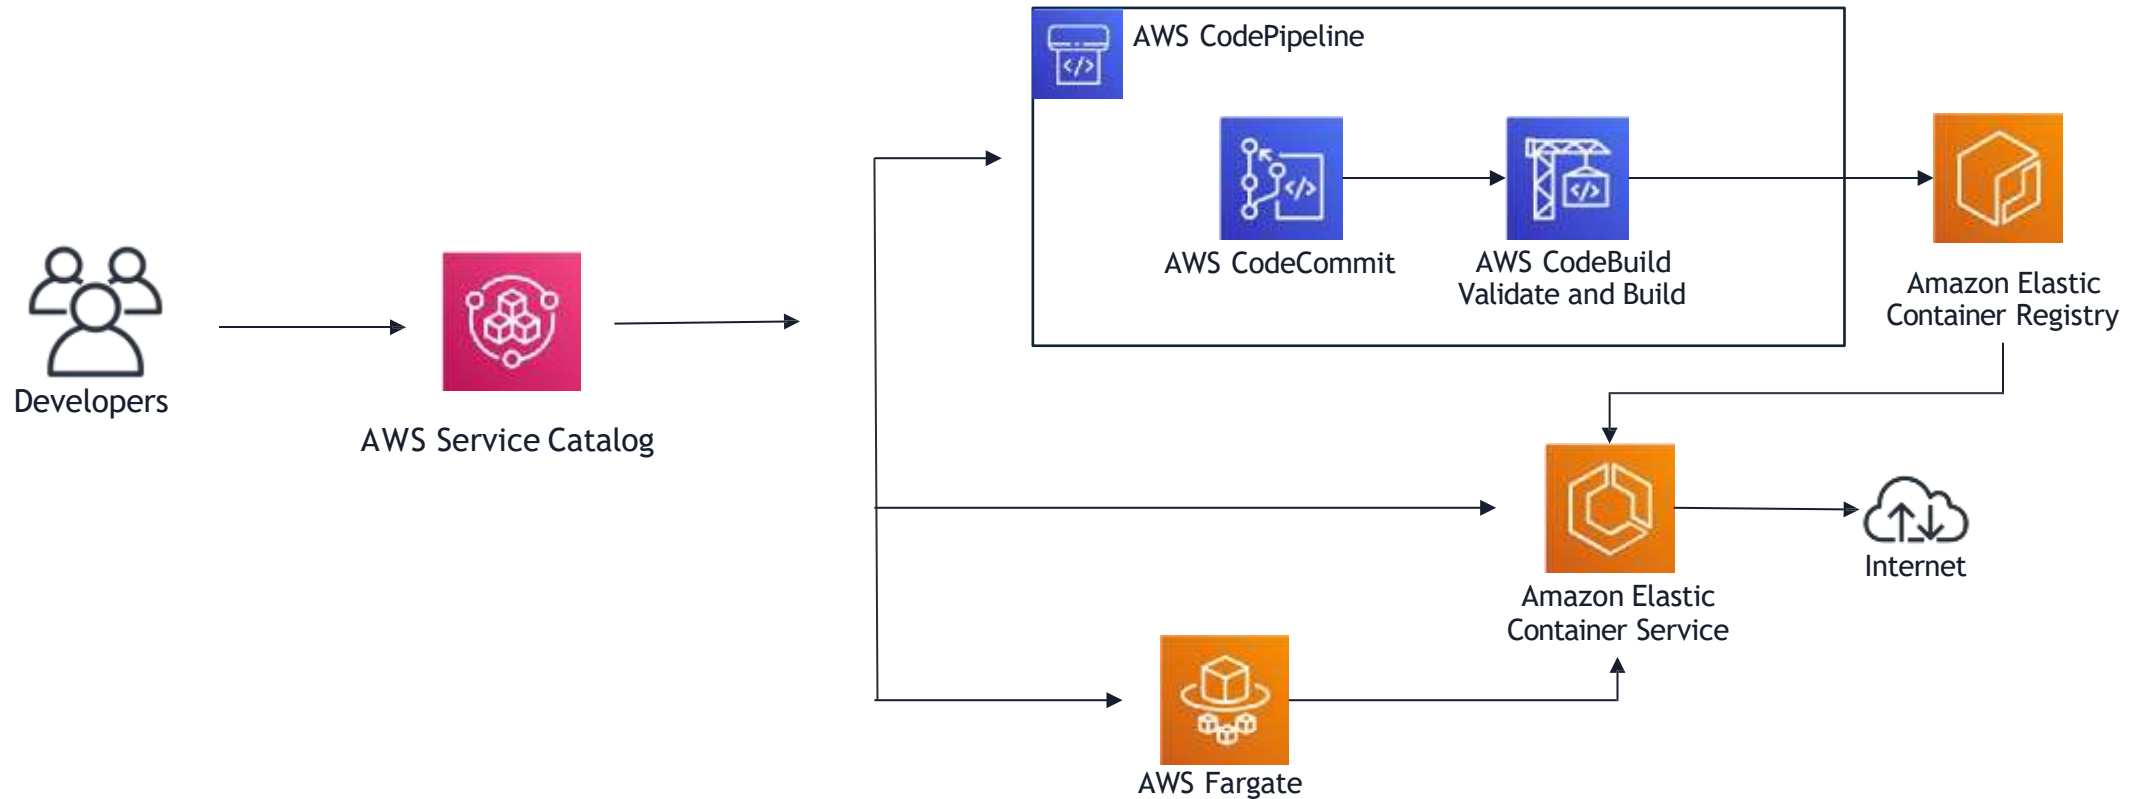 AWS CodePipeline
AWS CodeCommit
AWS CodeBuild
Validate and Build
Amazon Elastic
Container Registry
Developers
AWS Service Catalog
Amazon Elastic
Container Service
Internet
AWS Fargate